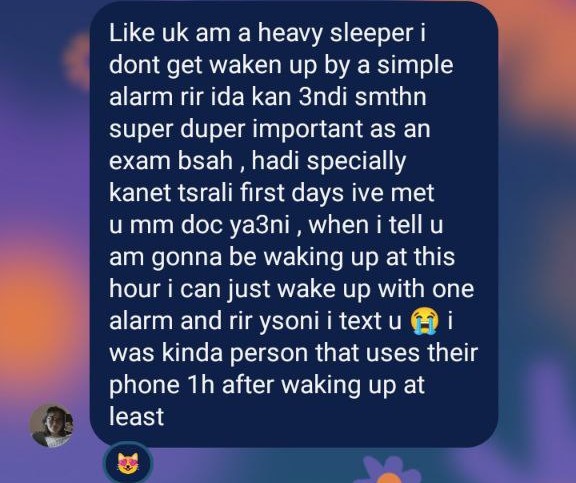 Like uk am a heavy sleeper i
dont get waken up by a simple
alarm rir ida kan 3ndi smthn
super duper important as an
exam bsah , hadi specially
kanet tsrali first days ive met
u mm doc ya3ni , when i tell u
am gonna be waking up at this
hour i can just wake up with one
alarm and rir ysoni i text u 😭 i
was kinda person that uses their
phone 1h after waking up at
least